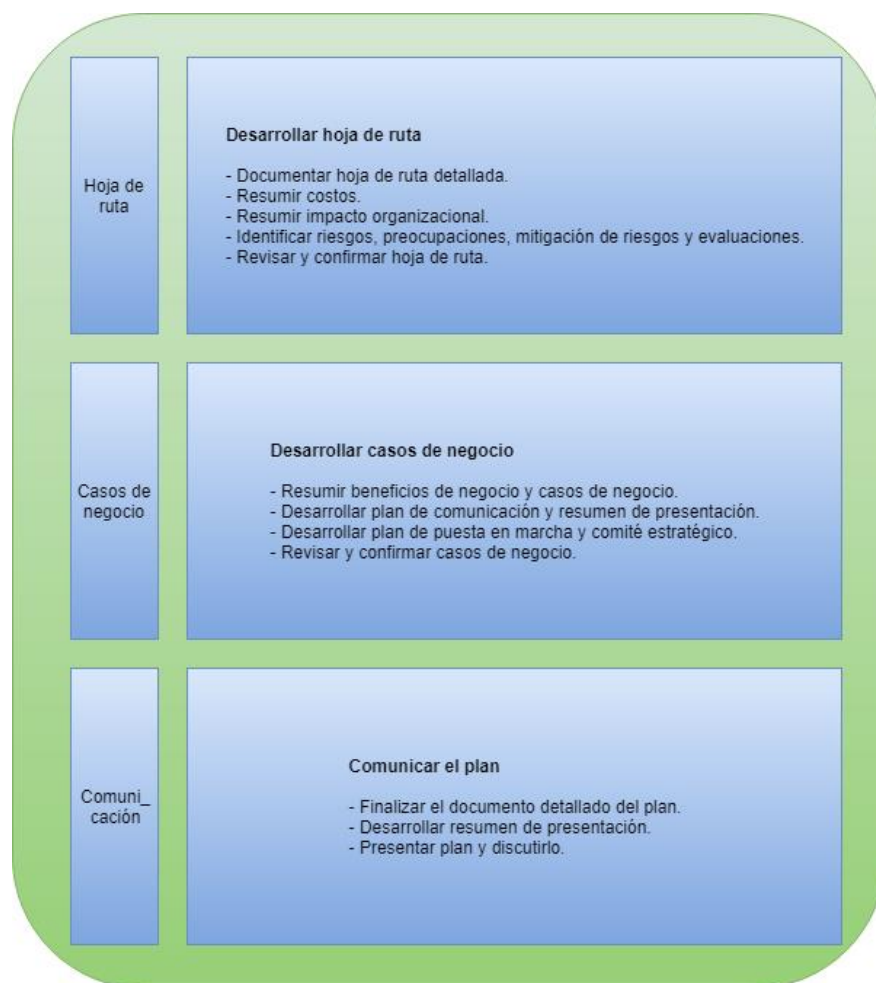 Hoja de
ruta
Desarrollar hoja de ruta
- Documentar hoja de ruta detallada.
- Resumir costos.
- Resumir impacto organizacional.
- Identificar riesgos, preocupaciones, mitigación de riesgos y evaluaciones.
- Revisar y confirmar hoja de ruta.
Casos de
negocio
Desarrollar casos de negocio
- Resumir beneficios de negocio y casos de negocio.
- Desarrollar plan de comunicación y resumen de presentación.
- Desarrollar plan de puesta en marcha y comité estratégico.
- Revisar y confirmar casos de negocio.
Comuni_
cación
Comunicar el plan
- Finalizar el documento detallado del plan.
- Desarrollar resumen de presentación.
- Presentar plan y discutirlo.